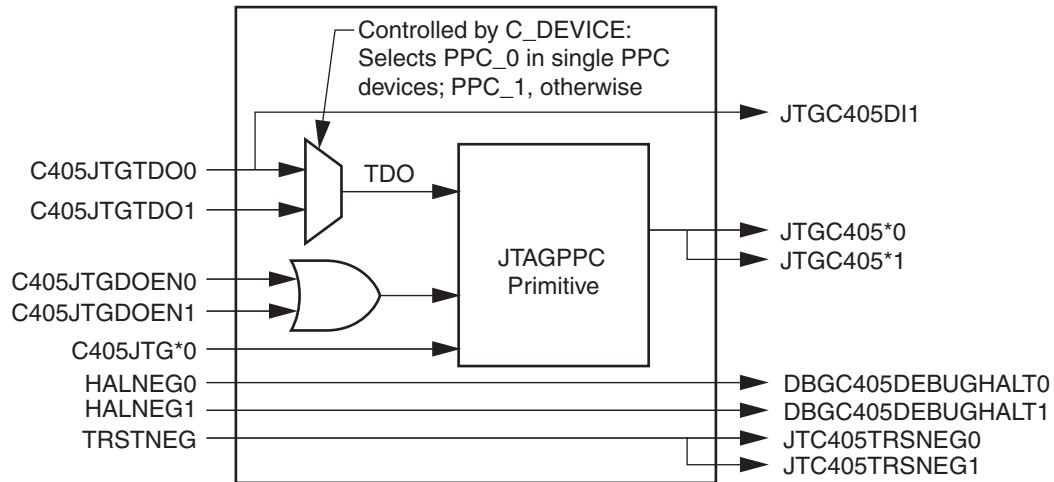 Controlled by C_DEVICE:
Selects PPC_0 in single PPC
devices; PPC_1, otherwise
JTGC405DI1
C405JTGTDO0
TDO
C405JTGTDO1
JTAGPPC
Primitive
JTGC405*0
JTGC405*1
C405JTGDOEN0
C405JTGDOEN1
C405JTG*0
HALNEG0
DBGC405DEBUGHALT0
HALNEG1
DBGC405DEBUGHALT1
TRSTNEG
JTC405TRSNEG0
JTC405TRSNEG1